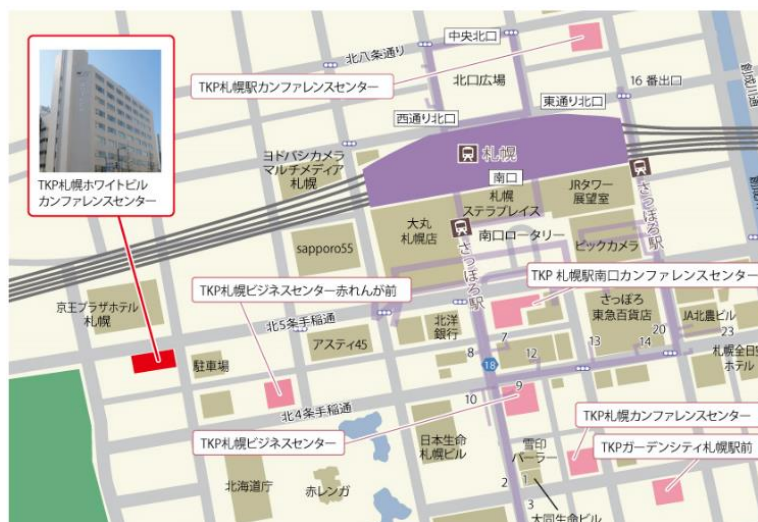 中央北口
北八条通り
TKP札幌駅カンファレンスセンター
北口広場
16 番出口
創成川通
東通り北口
西通り北口
TKP札幌ホワイトビル
カンファレンスセンター
ヨドバシカメラ
マルチメディア
札幌
札幌
南口
札幌
ステラプレイス
JRタワー
展望室
さっぽろ駅
大丸
札幌店
南口ロータリー
ビックカメラ
さっぽろ駅
sapporo55
TKP 札幌駅南口カンファレンスセンター
TKP札幌ビジネスセンター赤れんが前
京王プラザホテル
札幌
北5条手稲通
北洋
銀行
さっぽろ
東急百貨店
JA北農ビル
アスティ45
駐車場
7
8
12
13
14
20
23
18
札幌全日空
ホテル
9
10
北4条手稲通
TKP札幌カンファレンスセンター
TKP札幌ビジネスセンター
日本生命
札幌ビル
雪印
パーラー
TKPガーデンシティ札幌駅前
北海道庁
赤レンガ
1
2
3
大同生命ビル